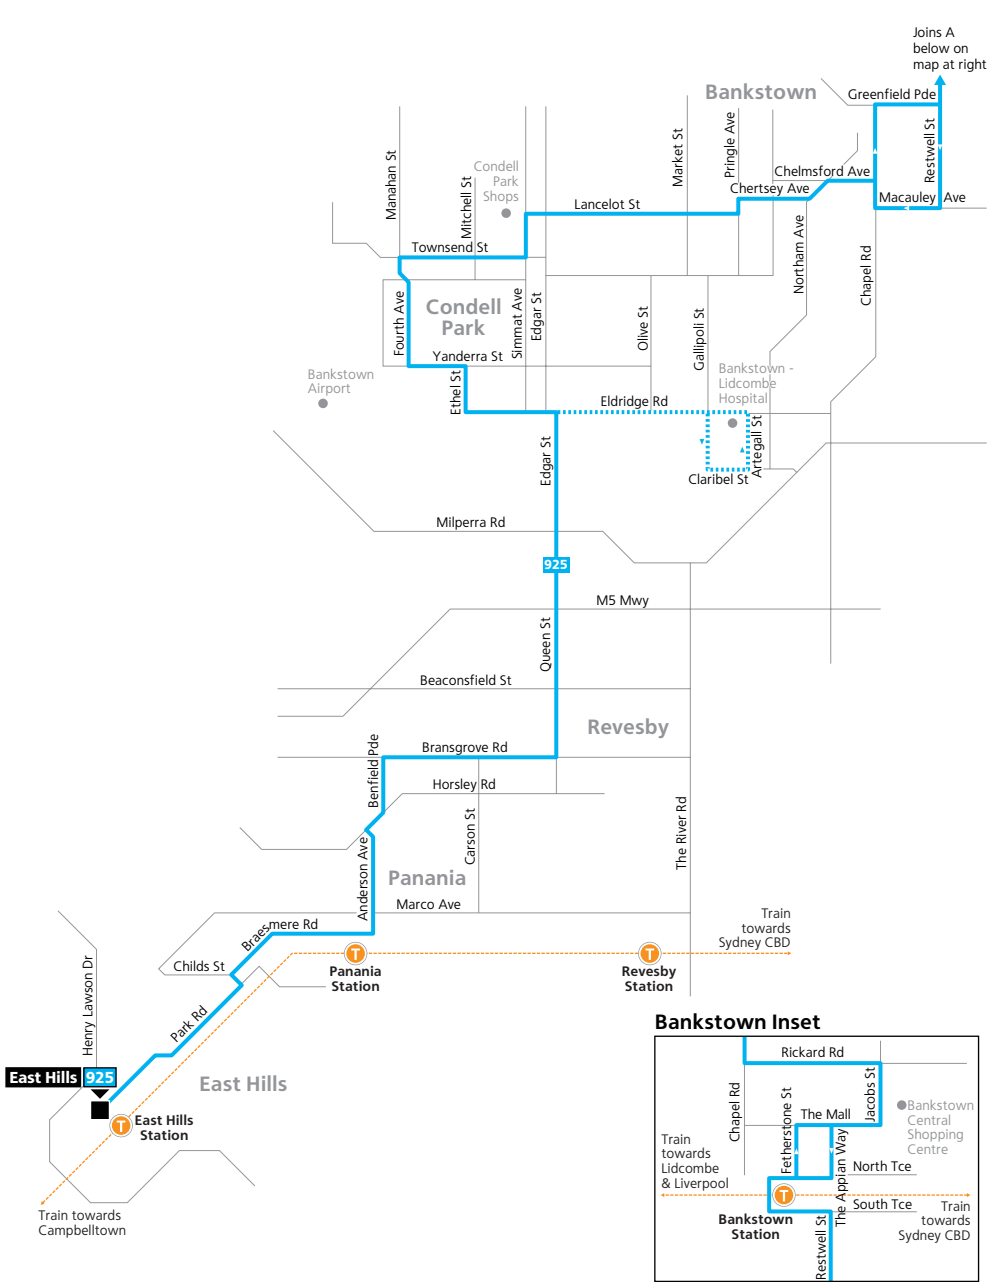 Joins A
below on
map at right
Bankstown
Greenfield Pde
Restwell St
Pringle Ave
Market St
Manahan St
Mitchell St
Condell
Park
Shops
Chelmsford Ave
Chertsey Ave
Macauley Ave
Lancelot St
Northam Ave
Chapel Rd
Townsend St
Condell
Park
Fourth Ave
Simmat Ave
Edgar St
Olive St
Gallipoli St
Yanderra St
Bankstown
Airport
Ethel St
Bankstown -
Lidcombe
Hospital
Eldridge Rd
Artegall St
Edgar St
Claribel St
Milperra Rd
925
M5 Mwy
Queen St
Beaconsfield St
Revesby
Bransgrove Rd
Benfield Pde
Horsley Rd
Carson St
The River Rd
Anderson Ave
Panania
Marco Ave
Braesmere Rd
Train
towards
Sydney CBD
Childs St
T
Panania
Station
T
Revesby
Station
Henry Lawson Dr
Park Rd
East Hills
East Hills 925
T
East Hills
Station
Train towards
Campbelltown
Bankstown Inset
Rickard Rd
Chapel Rd
Fetherstone St
The Mall
Jacobs St
Bankstown
Central
Shopping
Centre
Train
towards
Lidcombe
& Liverpool
The Appian Way
North Tce
T
Bankstown
Station
South Tce
Restwell St
Train
towards
Sydney CBD